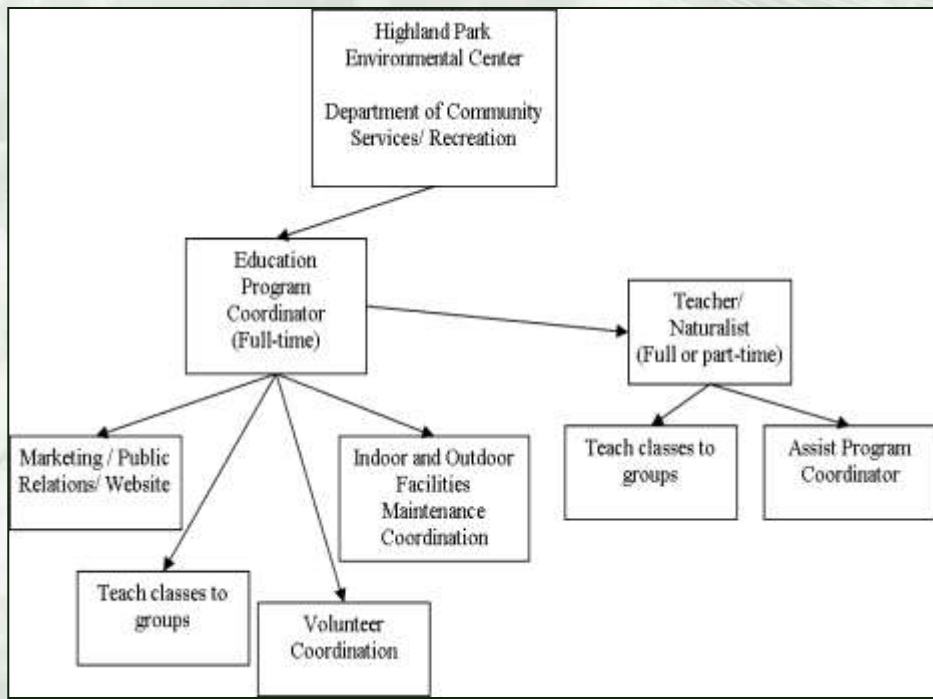 Highland Park
Environmental Center
Department of Community
Services/ Recreation
Education
Program
Coordinator
(Full-time)
Teacher/
Naturalist
(Full or part-time)
Marketing / Public
Relations/ Website
Indoor and Outdoor
Facilities
Maintenance
Coordination
Teach classes to
groups
Assist Program
Coordinator
Teach classes to
groups
Volunteer
Coordination